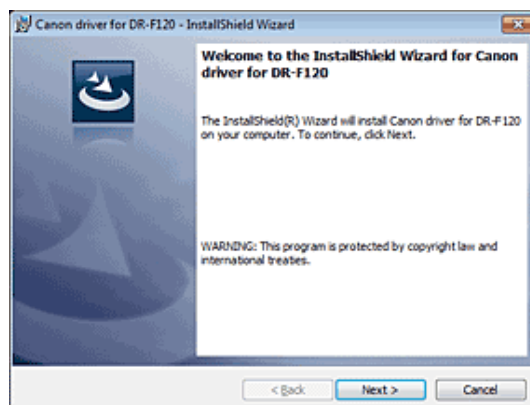 Canon driver for DR-F120 - InstallShield Wizard
Welcome to the InstallShield Wizard for Canon
driver for DR-F120
The InstallShield(R) Wizard will install Canon driver for DR-F120
on your computer. To continue, click Next.
WARNING: This program is protected by copyright law and
international treaties.
< Back
Next >
Cancel